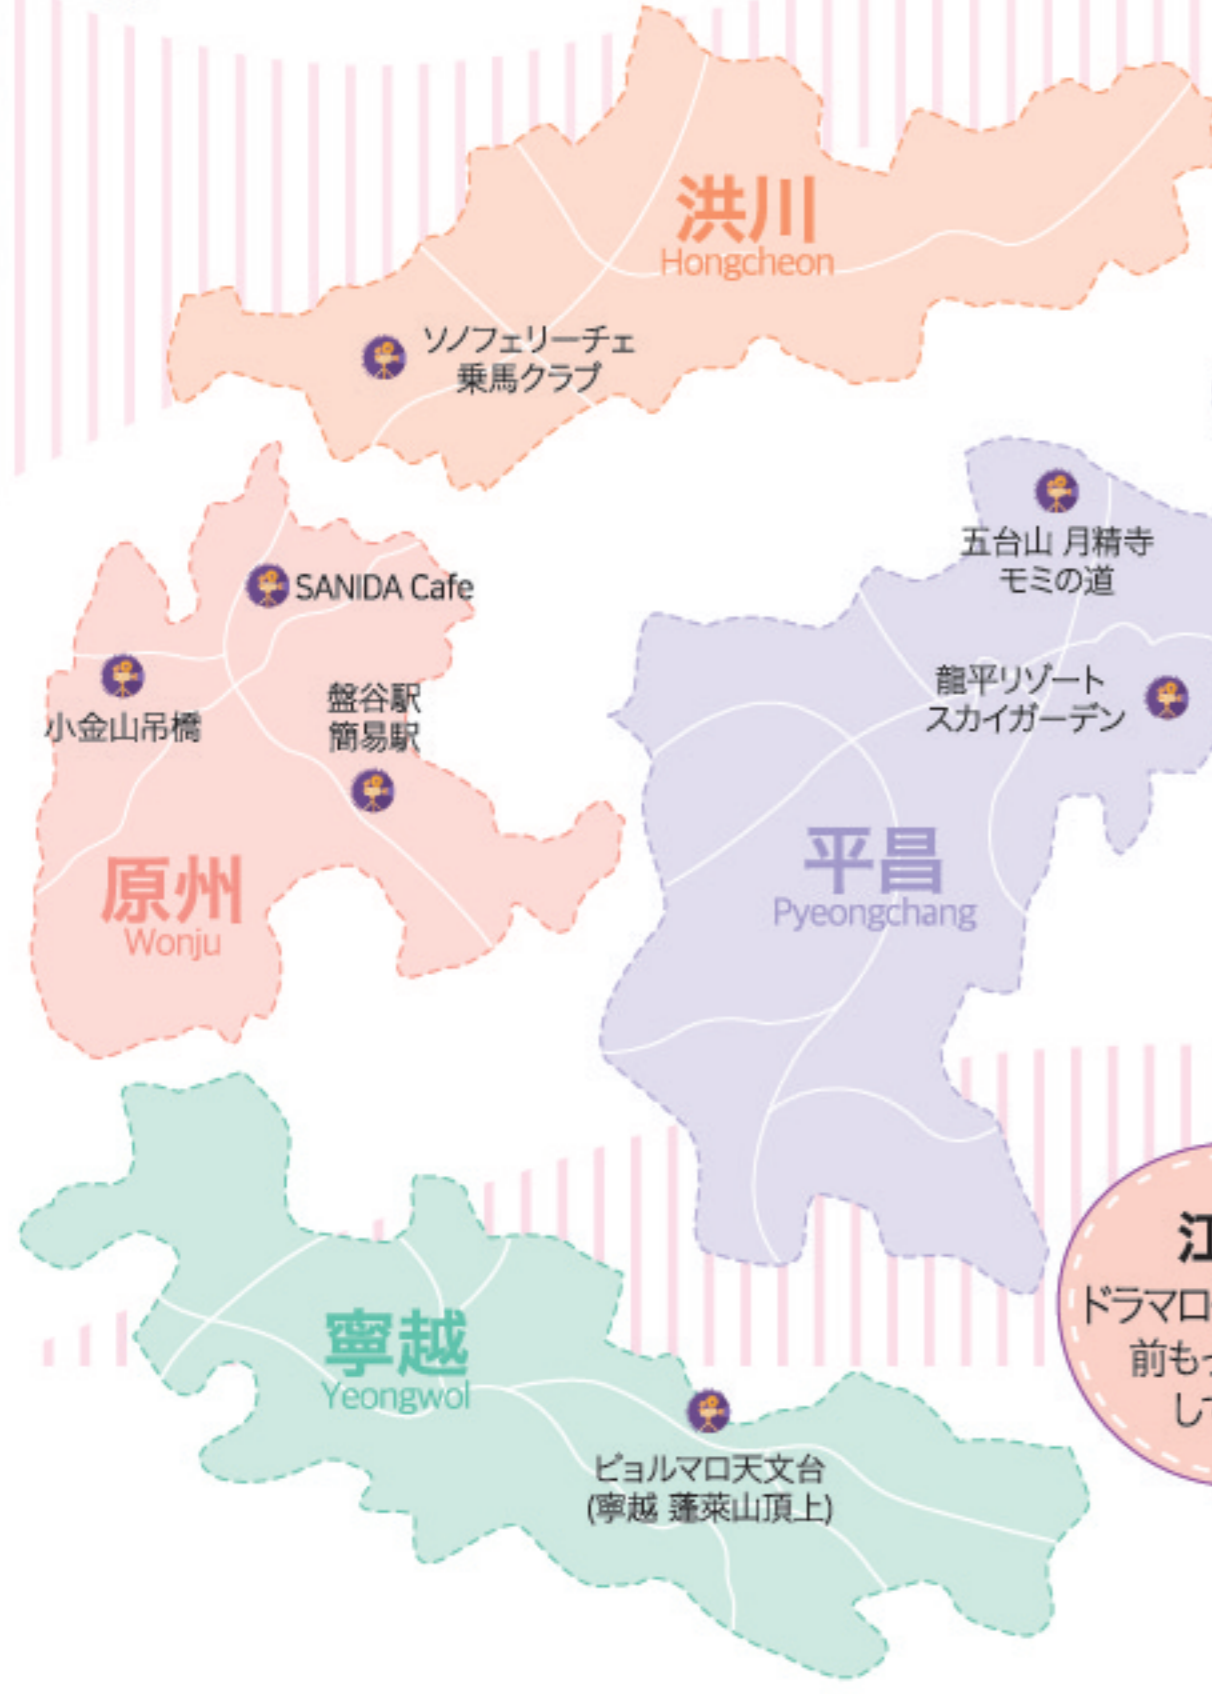 洪川
Hongcheon
ソノフェリーチェ
乗馬クラブ
SANIDA Cafe
小金山吊橋
盤谷駅
簡易駅
原州
Wonju
五台山 月精寺
モミの道
龍平リゾート
スカイガーデン
平昌
Pyeongchang
寧越
Yeongwol
ビョルマロ天文台
(寧越 蓬萊山頂上)
江
ドラマロ
前もっ
して